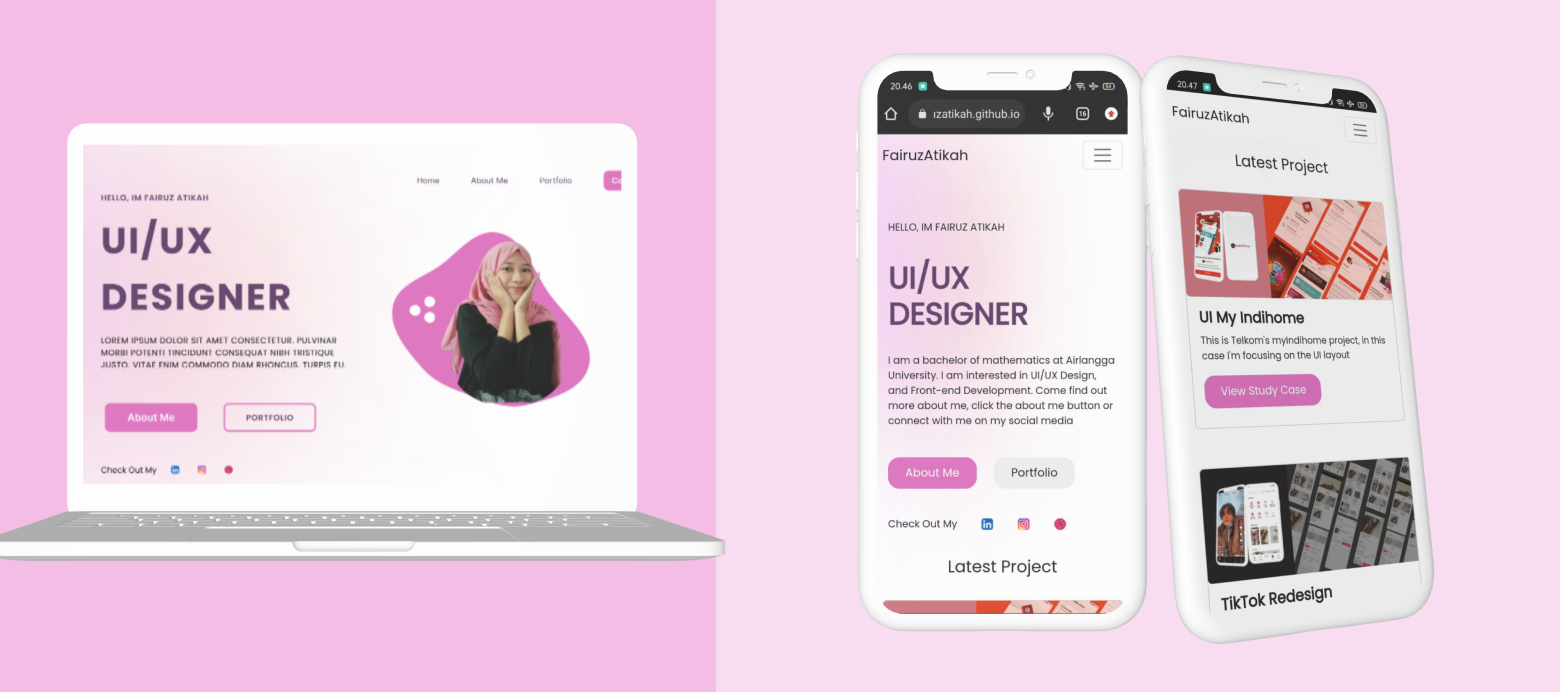 Home About Me Portfolio Co
HELLO, IM FAIRUZ ATIKAH
UI/UX
DESIGNER
LOREM IPSUM DOLOR SIT AMET CONSECTETUR. PULVINAR
MORBI POTENTI TINCIDUNT CONSEQUAT NIBH TRISTIQUE
JUSTO. VITAE ENIM COMMODO DIAM RHONCUS. TURPIS EU.
About Me PORTFOLIO
Check Out My
20.46 54
ızatikah.github.io 16
FairuzAtikah
HELLO, IM FAIRUZ ATIKAH
UI/UX
DESIGNER
I am a bachelor of mathematics at Airlangga
University. I am interested in UI/UX Design,
and Front-end Development. Come find out
more about me, click the about me button or
connect with me on my social media
About Me Portfolio
Check Out My
Latest Project
20.47
FairuzAtikah
Latest Project
UI My Indihome
This is Telkom's myIndihome project, in this
case I'm focusing on the UI layout
View Study Case
TikTok Redesign